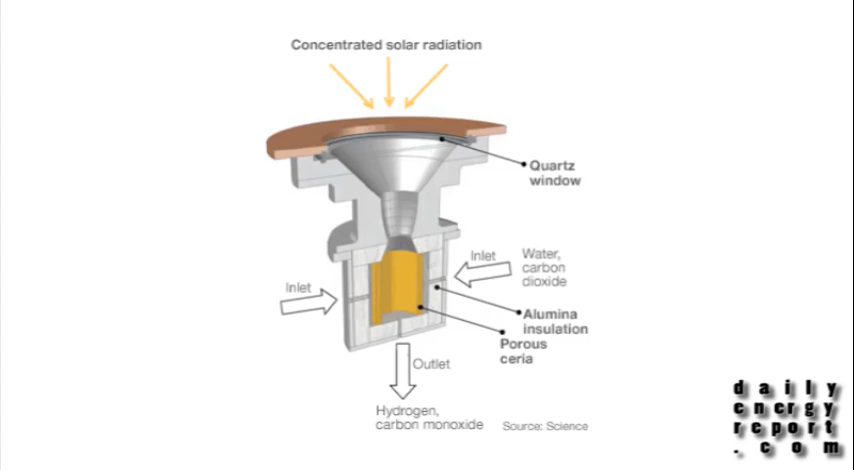 Concentrated solar radiation
Quartz
window
Inlet
Water,
carbon
dioxide
Inlet
Alumina
insulation
Porous
ceria
Outlet
Hydrogen,
carbon monoxide
Source: Science
daily
energy
report
.com